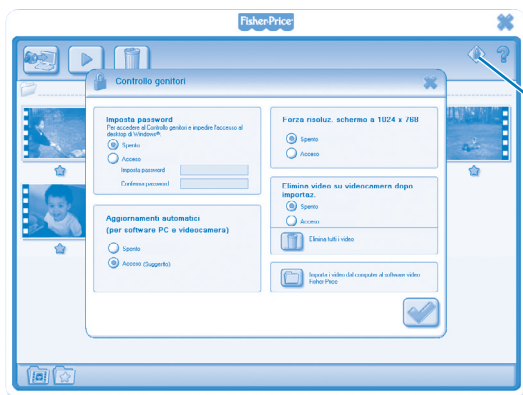 Fisher-Price
Controllo genitori
Imposta password
Per accedere al Controllo genitori e impedire l'accesso al
desktop di Windows®.
Spento
Acceso
Imposta password
Conferma password
Aggiornamenti automatici
(per software PC e videocamera)
Spento
Acceso (Suggerito)
Forza risoluz. schermo a 1024 x 768
Spento
Acceso
Elimina video su videocamera dopo
importaz.
Spento
Acceso
Elimina tutti i video
Importa i video dal computer al software video
Fisher Price